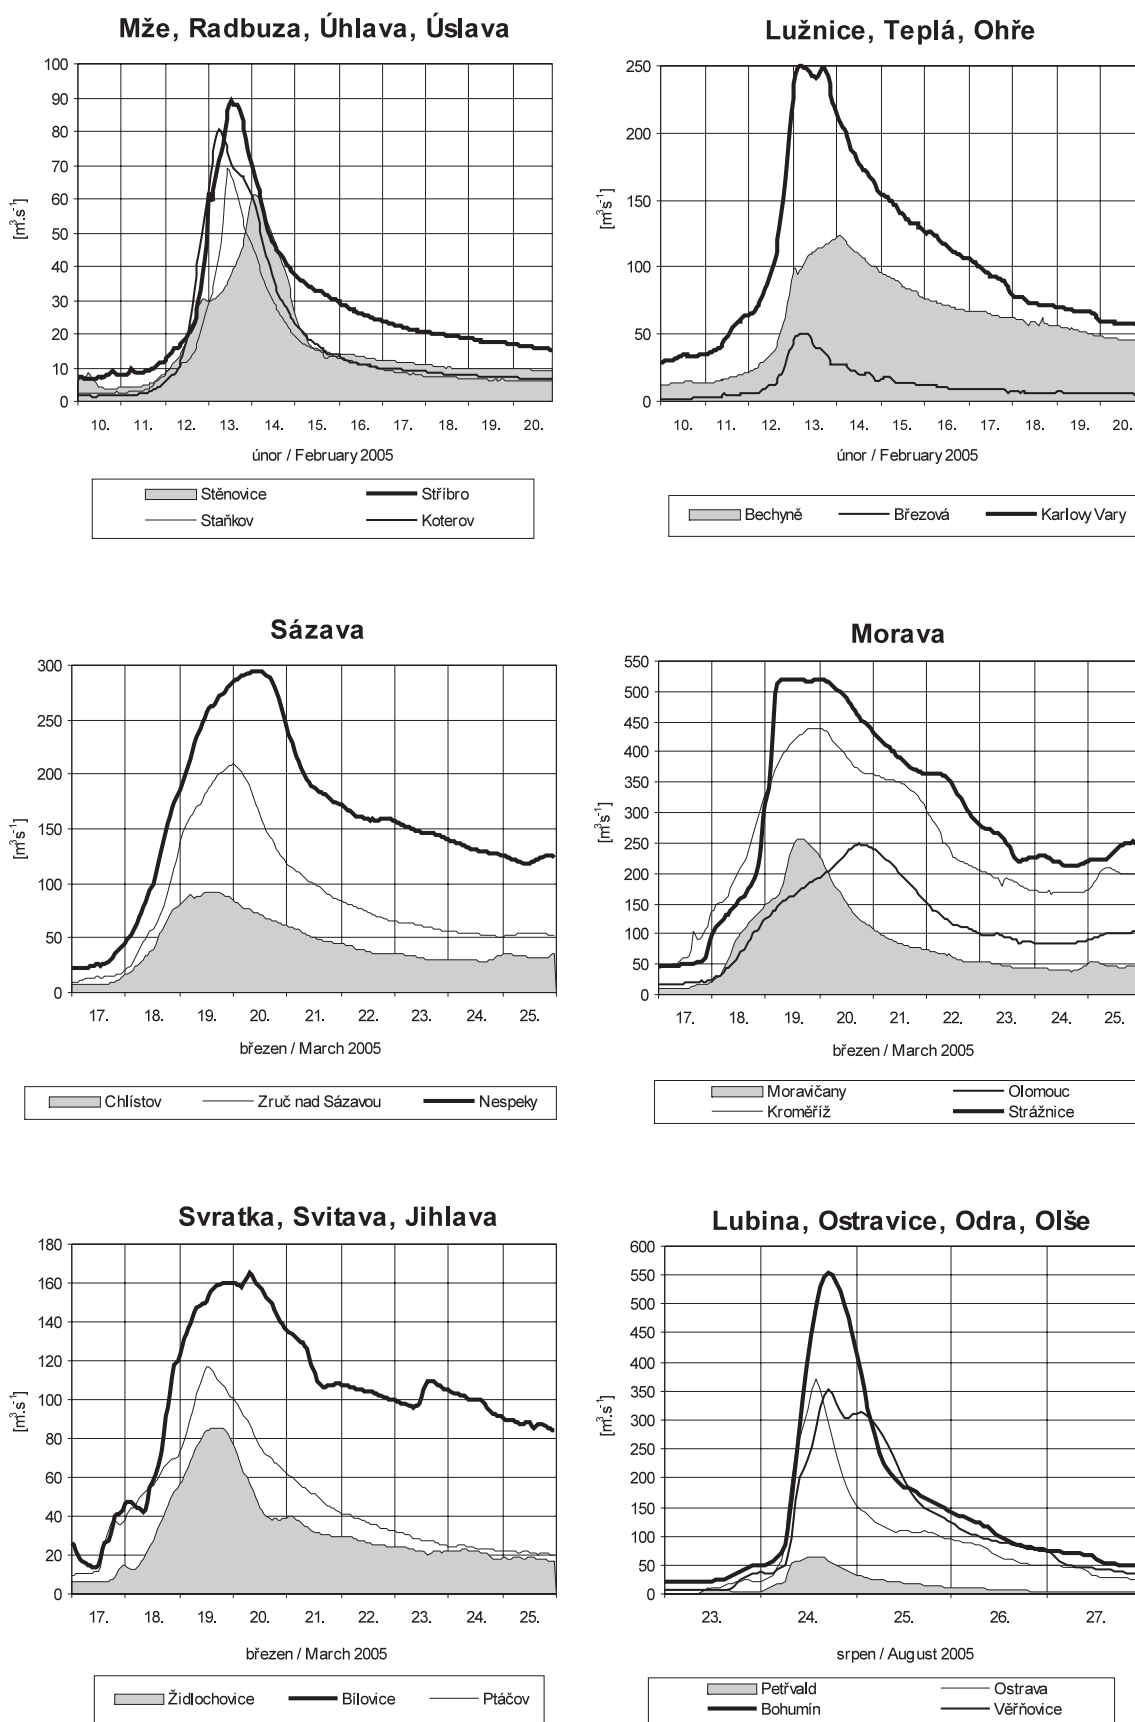 Mže, Radbuza, Úhlava, Úslava
100
90
80
70
60
50
40
30
20
10
0
[m³.s⁻¹]
10. 11. 12. 13. 14. 15. 16. 17. 18. 19. 20.
únor / February 2005
Stěnovice Stříbro
Staňkov Koterov
Lužnice, Teplá, Ohře
250
200
150
100
50
0
[m³s⁻¹]
10. 11. 12. 13. 14. 15. 16. 17. 18. 19. 20.
únor / February 2005
Bechyně Březová Karlovy Vary
Sázava
300
250
200
150
100
50
0
[m³s⁻¹]
17. 18. 19. 20. 21. 22. 23. 24. 25.
březen / March 2005
Chlístov Zruč nad Sázavou Nespeky
Morava
550
500
450
400
350
300
250
200
150
100
50
0
[m³s⁻¹]
17. 18. 19. 20. 21. 22. 23. 24. 25.
březen / March 2005
Moravičany Olomouc
Kroměříž Strážnice
Svratka, Svitava, Jihlava
180
160
140
120
100
80
60
40
20
0
[m³.s⁻¹]
17. 18. 19. 20. 21. 22. 23. 24. 25.
březen / March 2005
Židlochovice Bílovice Ptáčov
Lubina, Ostravice, Odra, Olše
600
550
500
450
400
350
300
250
200
150
100
50
0
[m³.s⁻¹]
23. 24. 25. 26. 27.
srpen / August 2005
Petřvald Ostrava
Bohumín Věřňovice